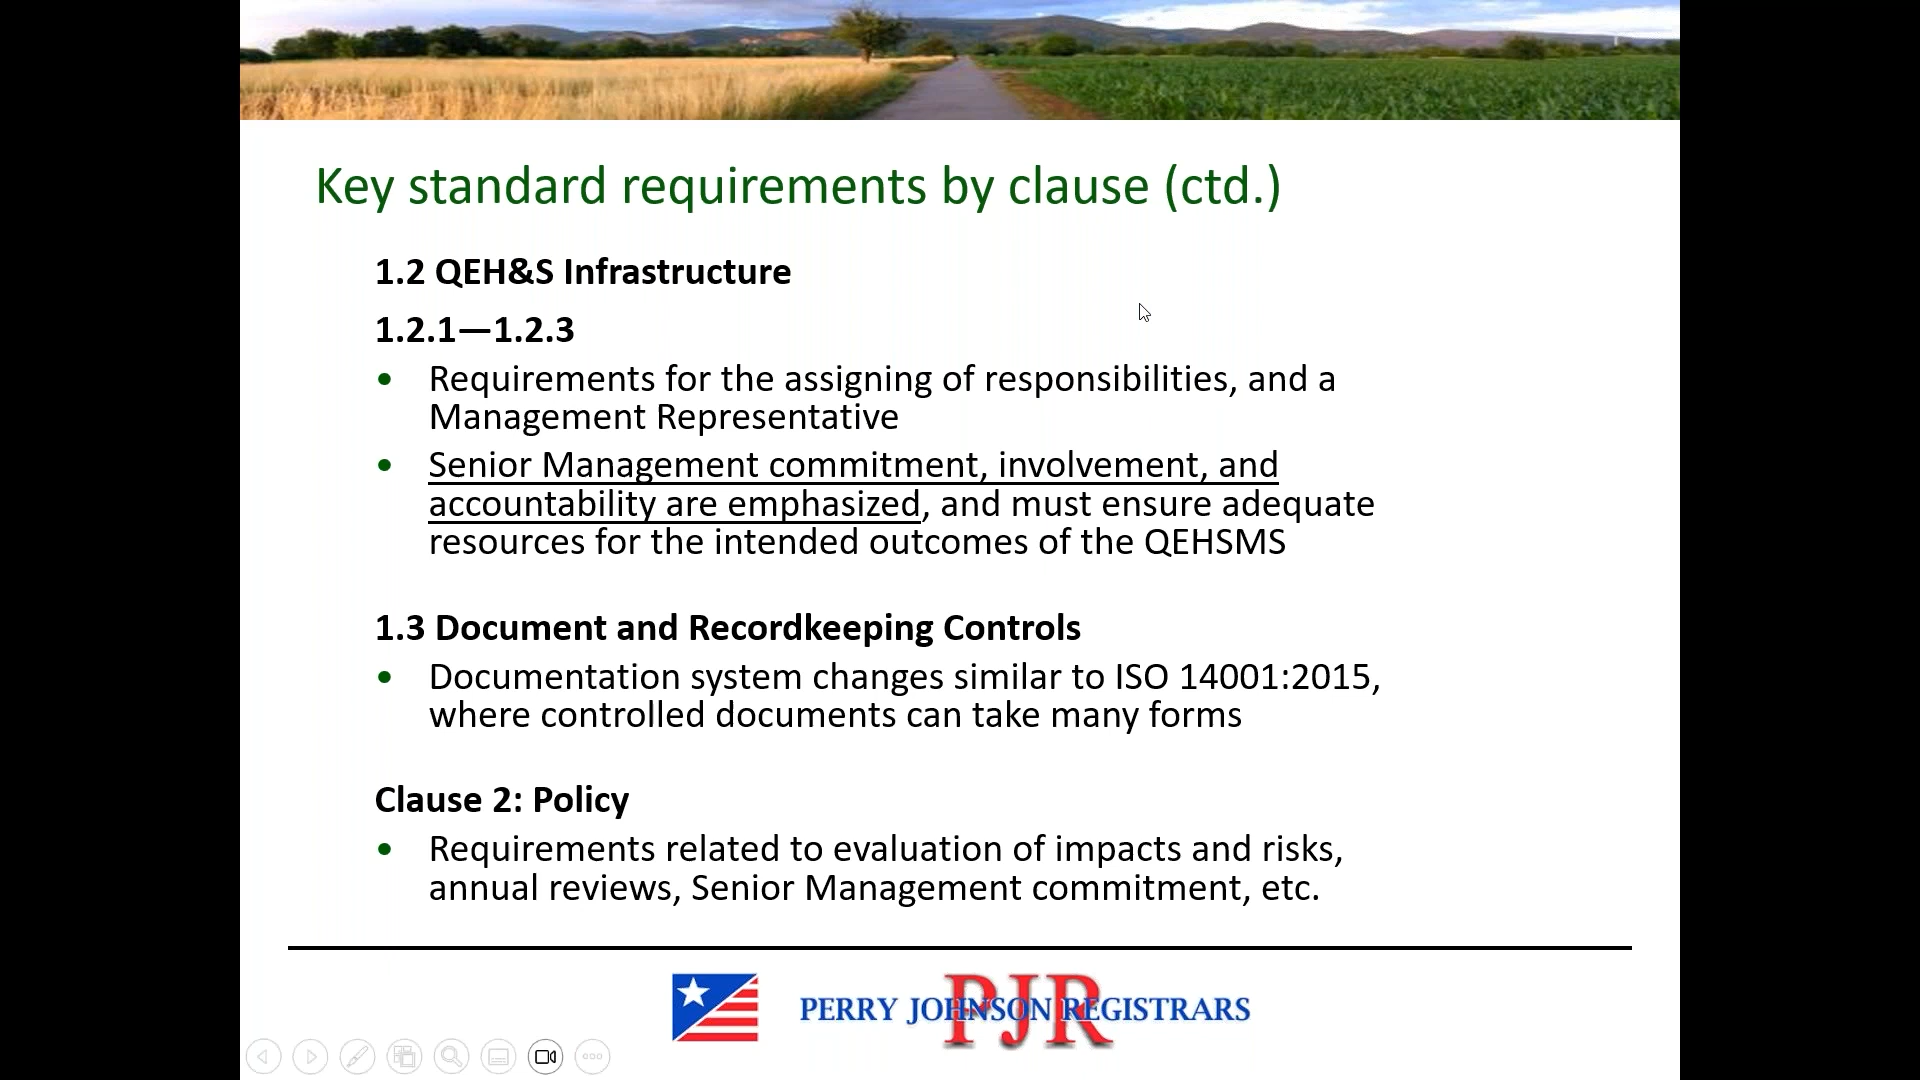 Key standard requirements by clause (ctd.)
1.2 QEH&S Infrastructure
1.2.1—1.2.3
• Requirements for the assigning of responsibilities, and a
Management Representative
• Senior Management commitment, involvement, and
accountability are emphasized, and must ensure adequate
resources for the intended outcomes of the QEHSMS
1.3 Document and Recordkeeping Controls
• Documentation system changes similar to ISO 14001:2015,
where controlled documents can take many forms
Clause 2: Policy
• Requirements related to evaluation of impacts and risks,
annual reviews, Senior Management commitment, etc.
PJR
PERRY JOHNSON REGISTRARS